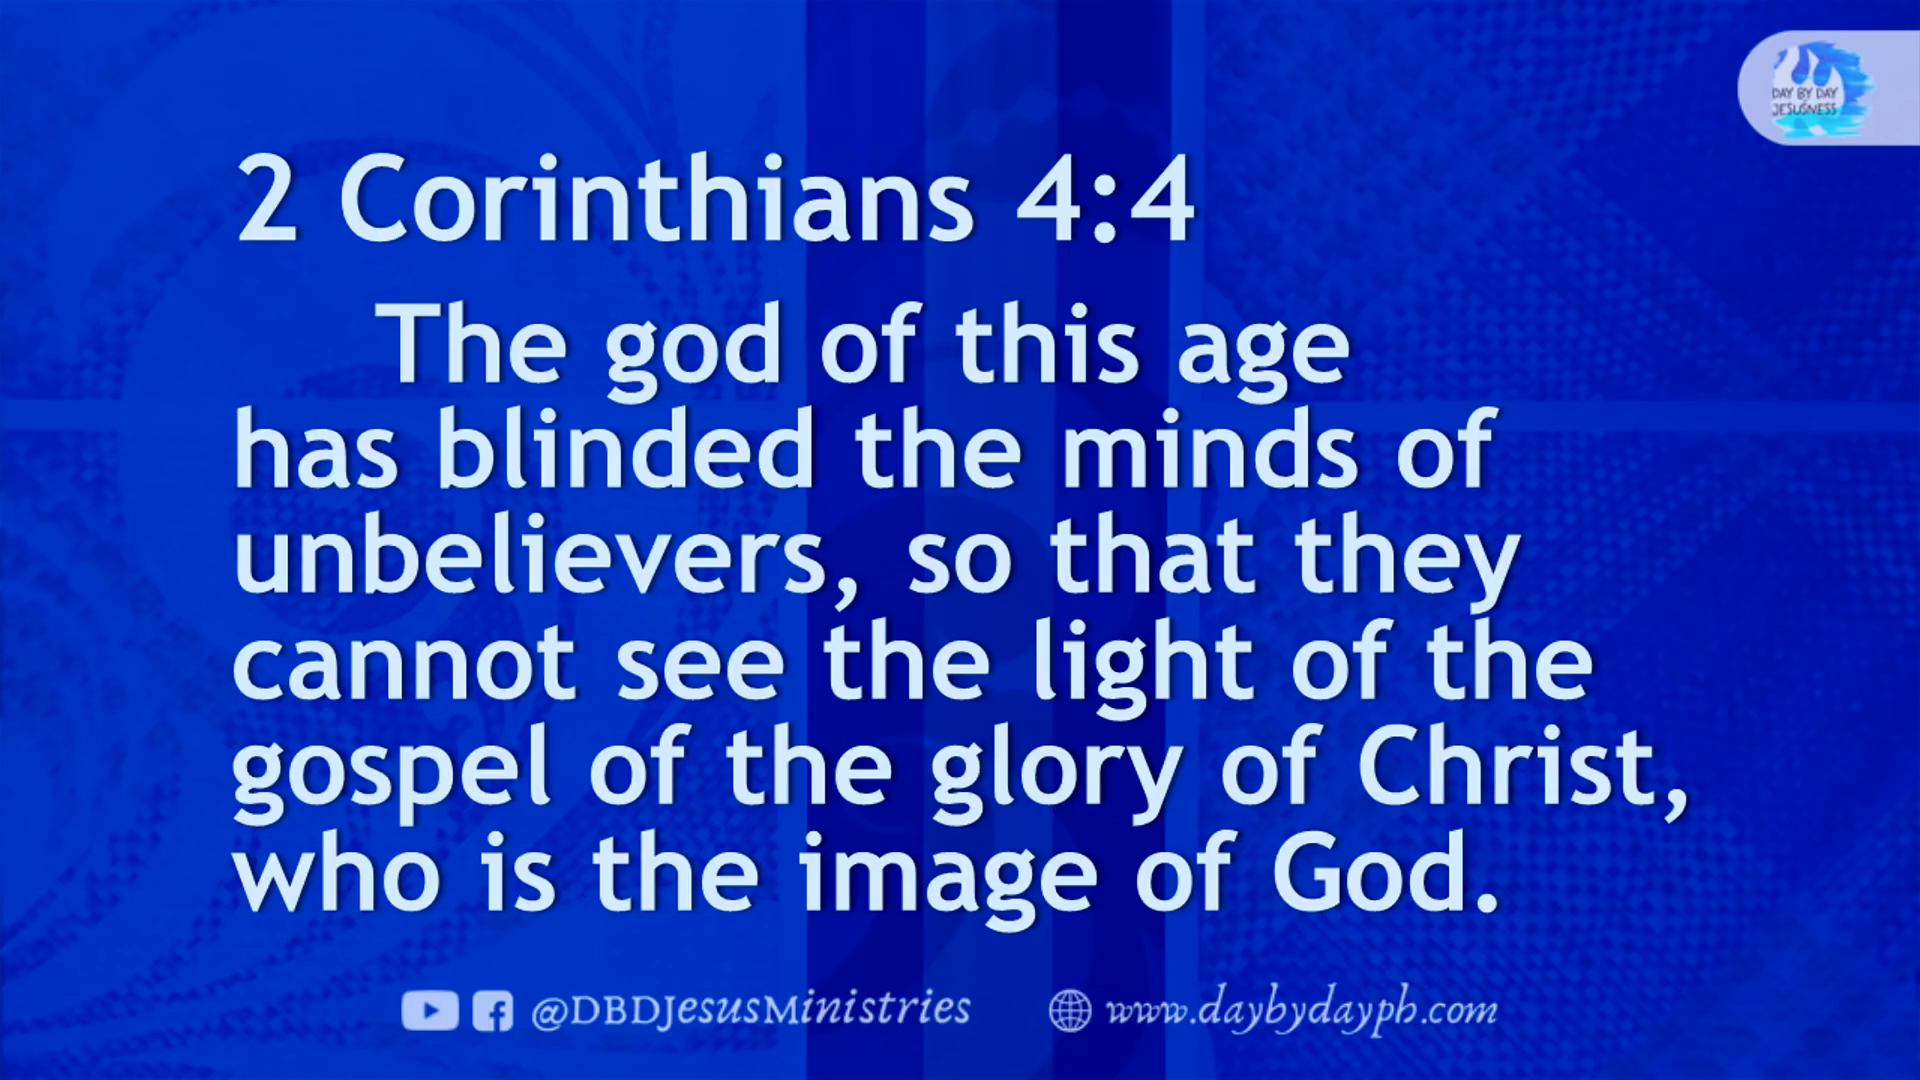 DAY BY DAY
JESUSNESS
2 Corinthians 4:4
The god of this age
has blinded the minds of
unbelievers, so that they
cannot see the light of the
gospel of the glory of Christ,
who is the image of God.
@DBDJesusMinistries www.daybydayph.com